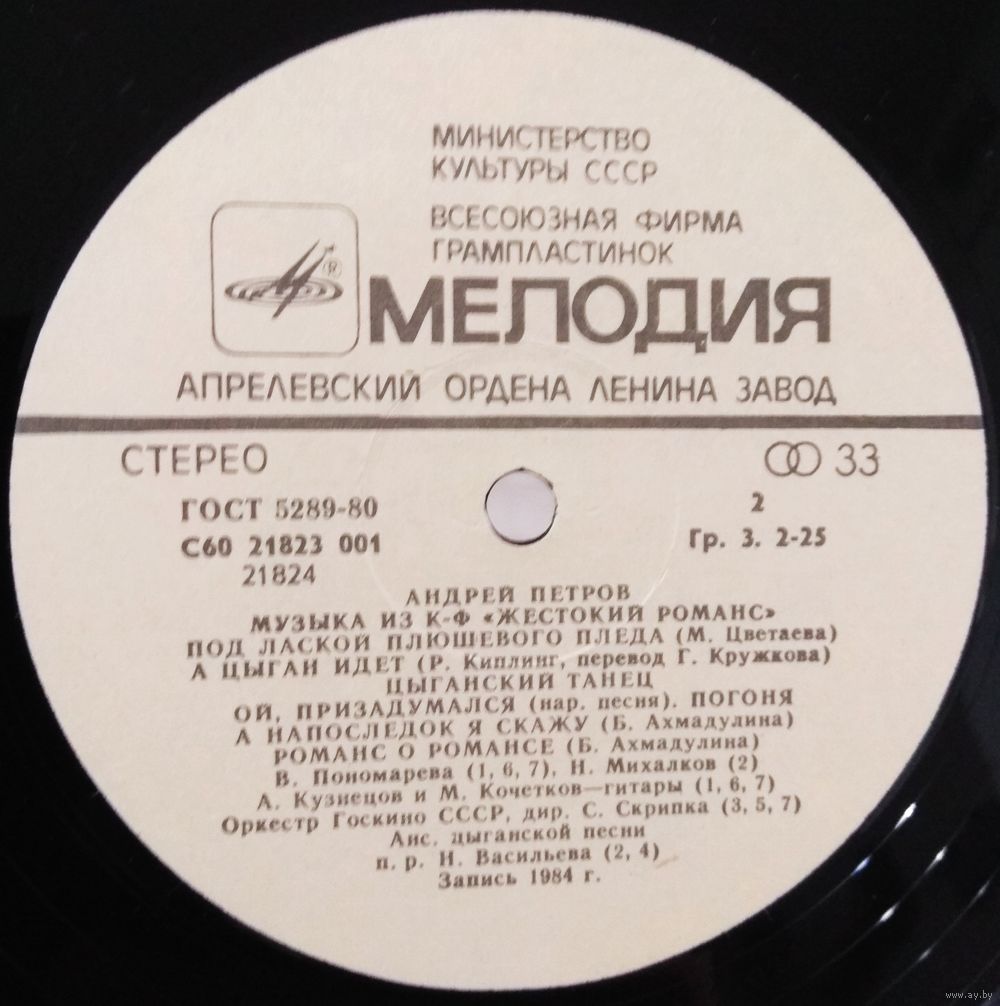 МИНИСТЕРСТВО
КУЛЬТУРЫ СССР
ВСЕСОЮЗНАЯ ФИРМА
ГРАМПЛАСТИНОК
®
МЕЛОДИЯ
АПРЕЛЕВСКИЙ ОРДЕНА ЛЕНИНА ЗАВОД
СТЕРЕО
33
ГОСТ 5289-80
2
С60 21823 001
Гр. 3. 2-25
21824
АНДРЕЙ ПЕТРОВ
МУЗЫКА ИЗ К-Ф «ЖЕСТОКИЙ РОМАНС»
ПОД ЛАСКОЙ ПЛЮШЕВОГО ПЛЕДА (М. Цветаева)
А ЦЫГАН ИДЕТ (Р. Киплинг, перевод Г. Кружкова)
ЦЫГАНСКИЙ ТАНЕЦ
ОЙ, ПРИЗАДУМАЛСЯ (нар. песня). ПОГОНЯ
А НАПОСЛЕДОК Я СКАЖУ (Б. Ахмадулина)
РОМАНС О РОМАНСЕ (Б. Ахмадулина)
В. Пономарева (1, 6, 7), Н. Михалков (2)
А. Кузнецов и М. Кочетков—гитары (1, 6, 7)
Оркестр Госкино СССР, дир. С. Скрипка (3, 5, 7)
Анс. цыганской песни
п. р. Н. Васильева (2, 4)
Запись 1984 г.
www.ay.by